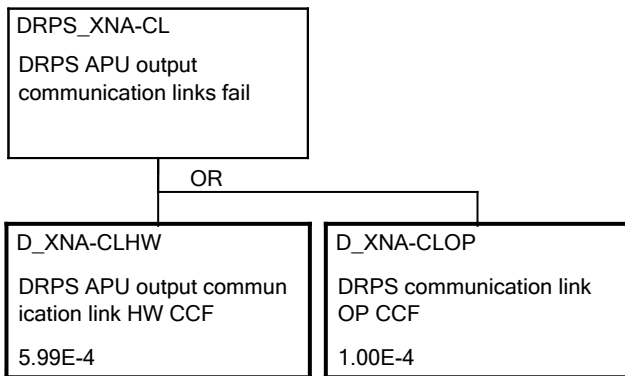 DRPS_XNA-CL
DRPS APU output
communication links fail
OR
D_XNA-CLHW
DRPS APU output commun
ication link HW CCF
5.99E-4
D_XNA-CLOP
DRPS communication link
OP CCF
1.00E-4